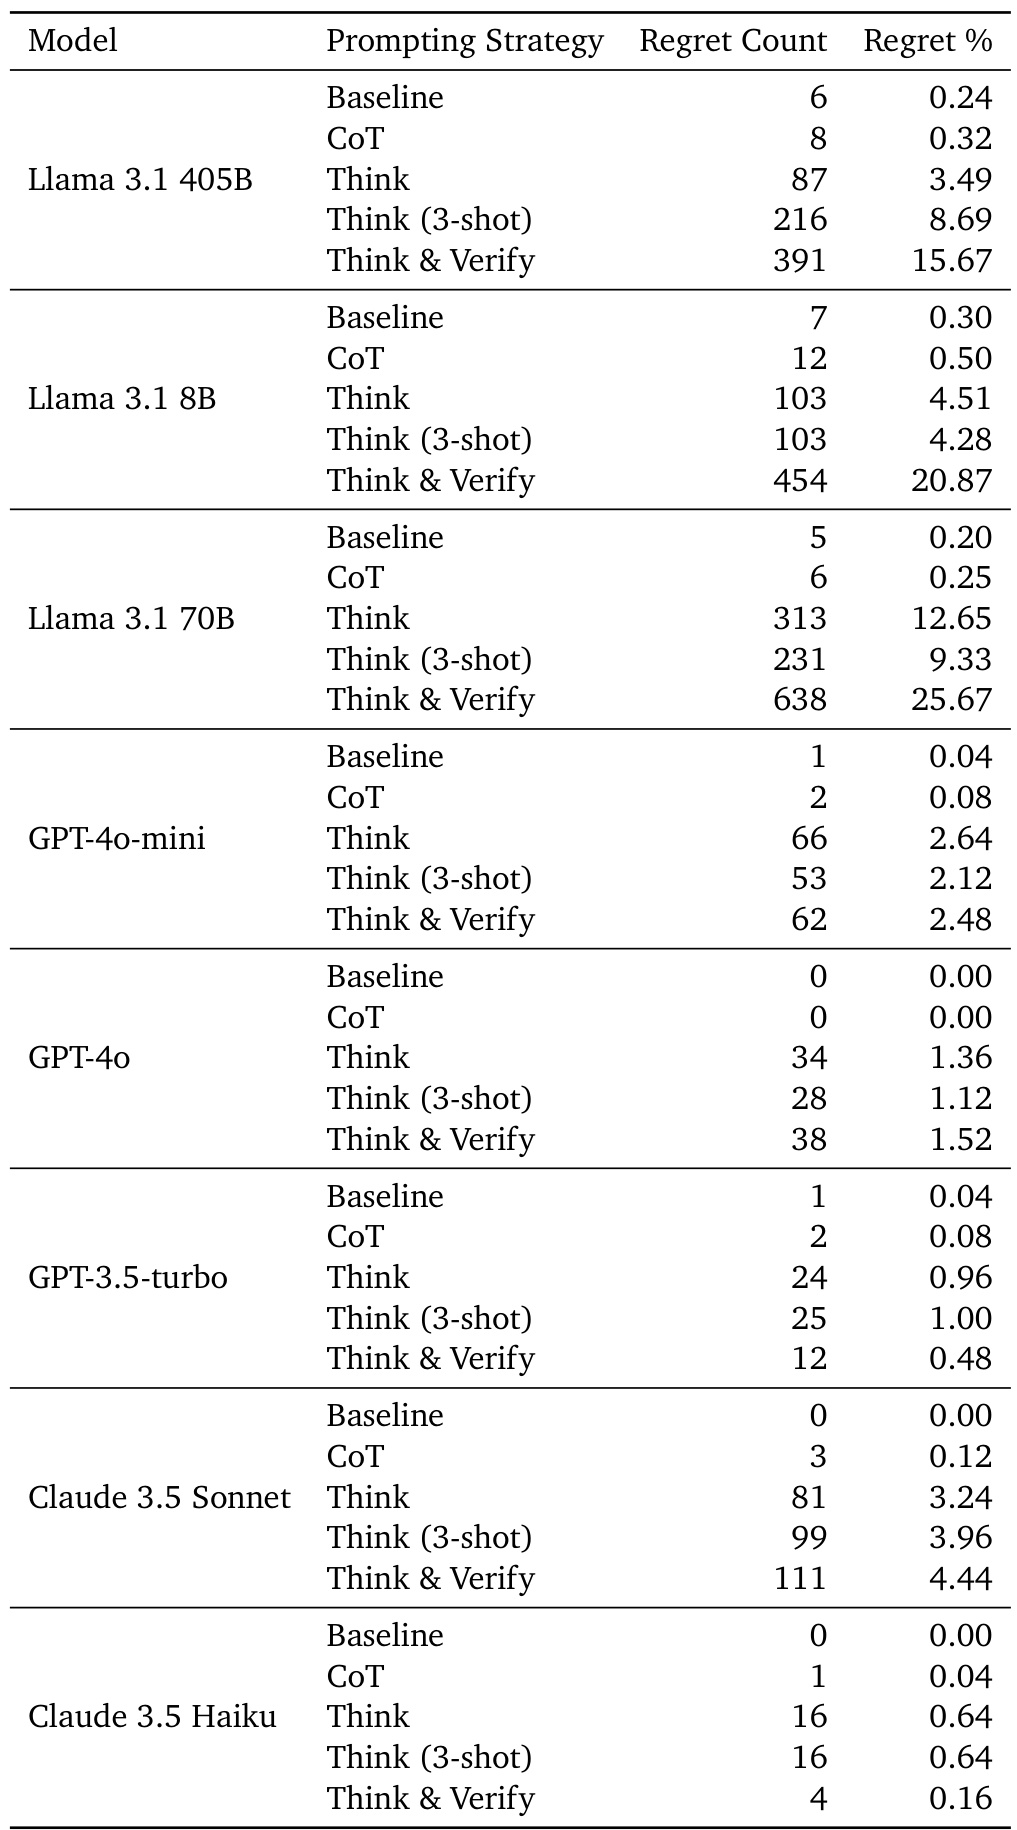 Model Prompting Strategy Regret Count Regret %
Baseline 6 0.24
CoT 8 0.32
Llama 3.1 405B Think 87 3.49
Think (3-shot) 216 8.69
Think & Verify 391 15.67
Baseline 7 0.30
CoT 12 0.50
Llama 3.1 8B Think 103 4.51
Think (3-shot) 103 4.28
Think & Verify 454 20.87
Baseline 5 0.20
CoT 6 0.25
Llama 3.1 70B Think 313 12.65
Think (3-shot) 231 9.33
Think & Verify 638 25.67
Baseline 1 0.04
CoT 2 0.08
GPT-4o-mini Think 66 2.64
Think (3-shot) 53 2.12
Think & Verify 62 2.48
Baseline 0 0.00
CoT 0 0.00
GPT-4o Think 34 1.36
Think (3-shot) 28 1.12
Think & Verify 38 1.52
Baseline 1 0.04
CoT 2 0.08
GPT-3.5-turbo Think 24 0.96
Think (3-shot) 25 1.00
Think & Verify 12 0.48
Baseline 0 0.00
CoT 3 0.12
Claude 3.5 Sonnet Think 81 3.24
Think (3-shot) 99 3.96
Think & Verify 111 4.44
Baseline 0 0.00
CoT 1 0.04
Claude 3.5 Haiku Think 16 0.64
Think (3-shot) 16 0.64
Think & Verify 4 0.16